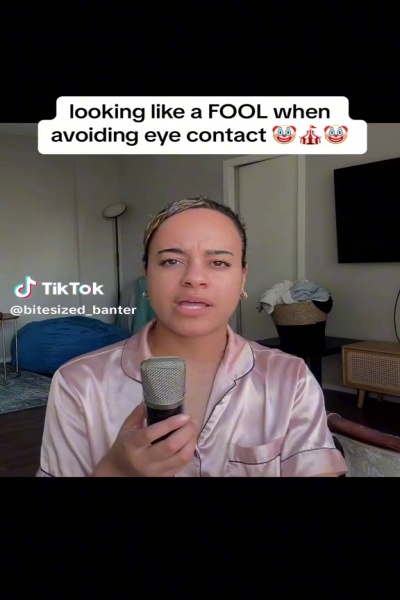 looking like a FOOL when
avoiding eye contact 🤡🎪🤡
TikTok
@bitesized_banter